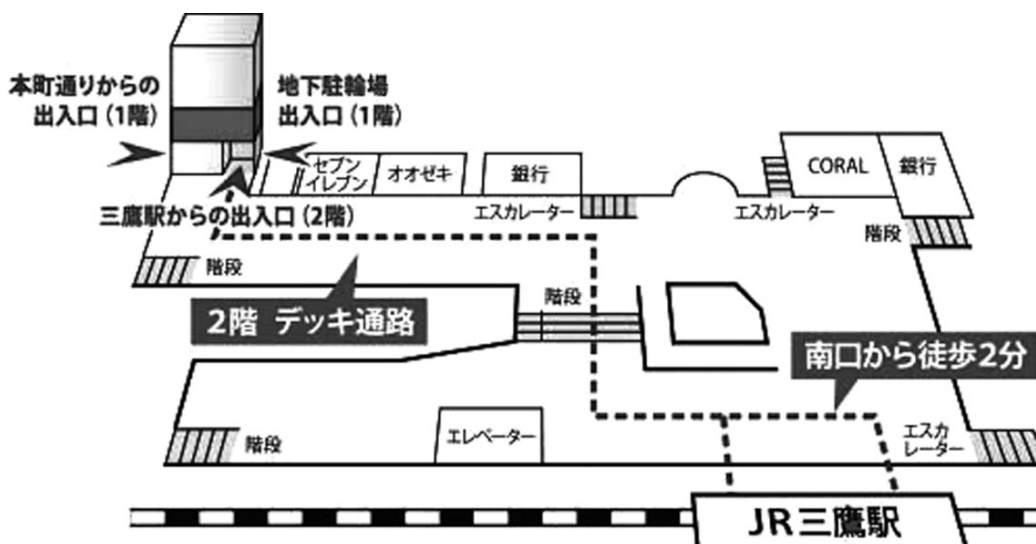 本町通りからの
出入口(1階)
地下駐輪場
出入口(1階)
セブン
イレブン
オオゼキ
銀行
CORAL
銀行
三鷹駅からの出入口(2階)
エスカレーター
エスカレーター
階段
階段
階段
2階 デッキ通路
南口から徒歩2分
エレベーター
階段
エスカ
レーター
JR三鷹駅